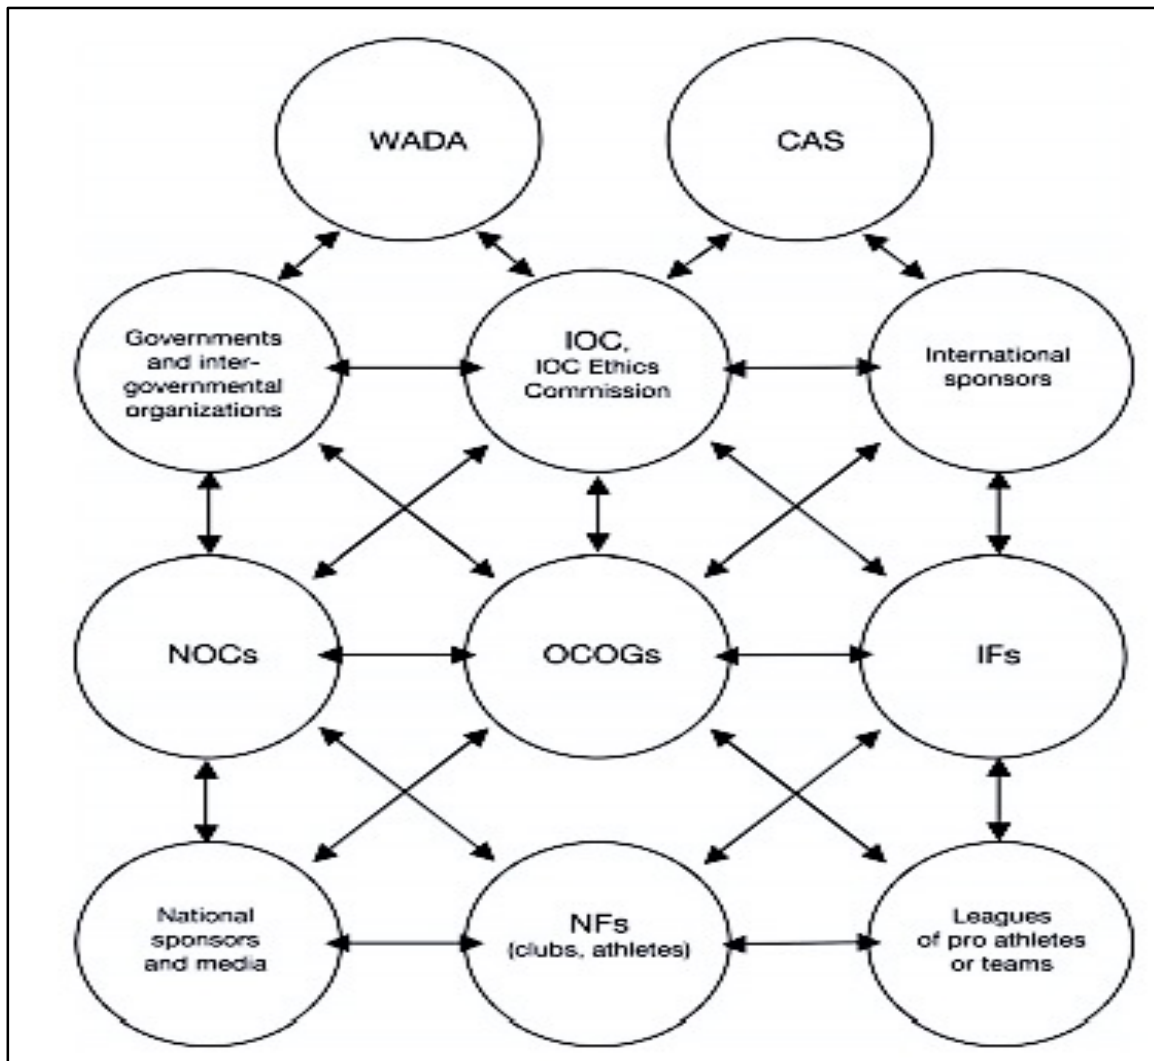 WADA
CAS
Governments
and inter-
governmental
organizations
IOC,
IOC Ethics
Commission
International
sponsors
NOCs
OCOGs
IFs
National
sponsors
and media
NFs
(clubs, athletes)
Leagues
of pro athletes
or teams